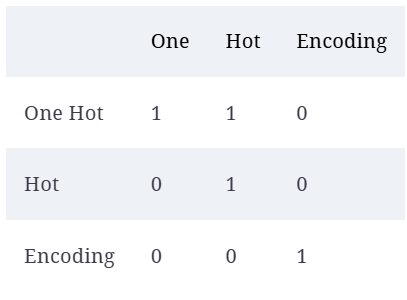 One Hot Encoding
One Hot 1 1 0
Hot 0 1 0
Encoding 0 0 1